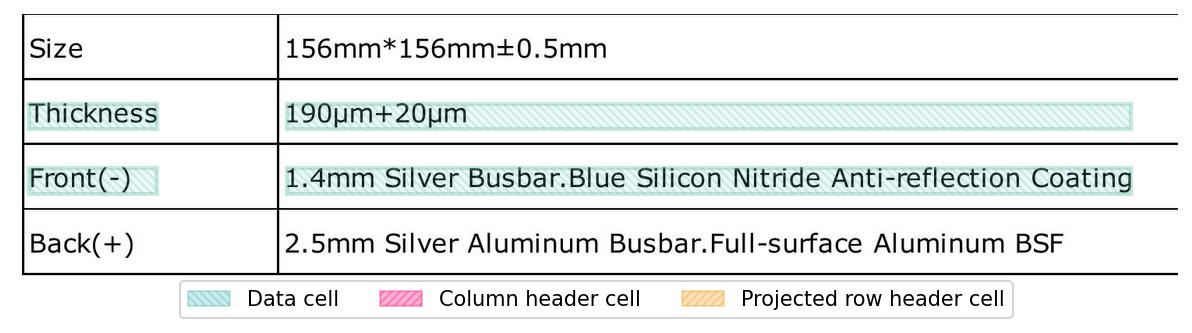 Size 156mm*156mm±0.5mm
Thickness 190μm+20μm
Front(-) 1.4mm Silver Busbar.Blue Silicon Nitride Anti-reflection Coating
Back(+) 2.5mm Silver Aluminum Busbar.Full-surface Aluminum BSF
Data cell Column header cell Projected row header cell